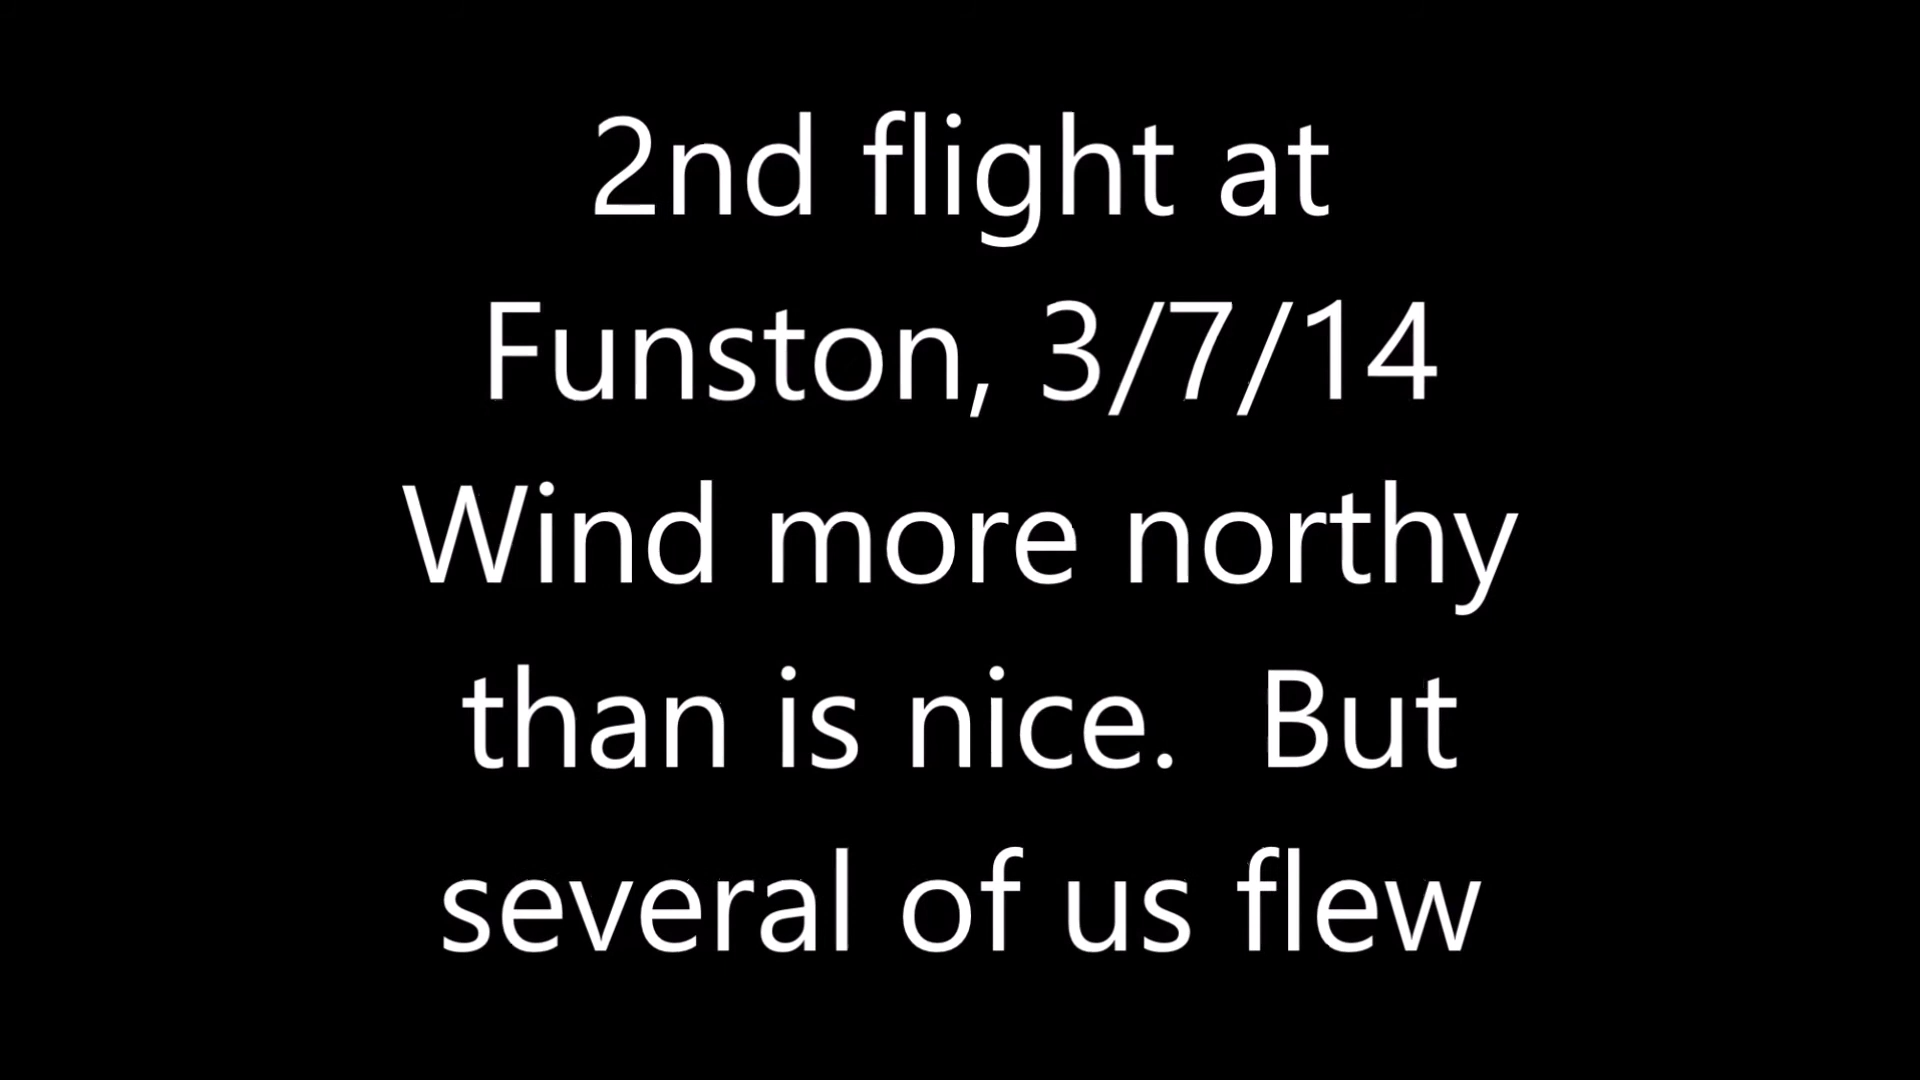 2nd flight at
Funston, 3/7/14
Wind more northy
than is nice.  But
several of us flew